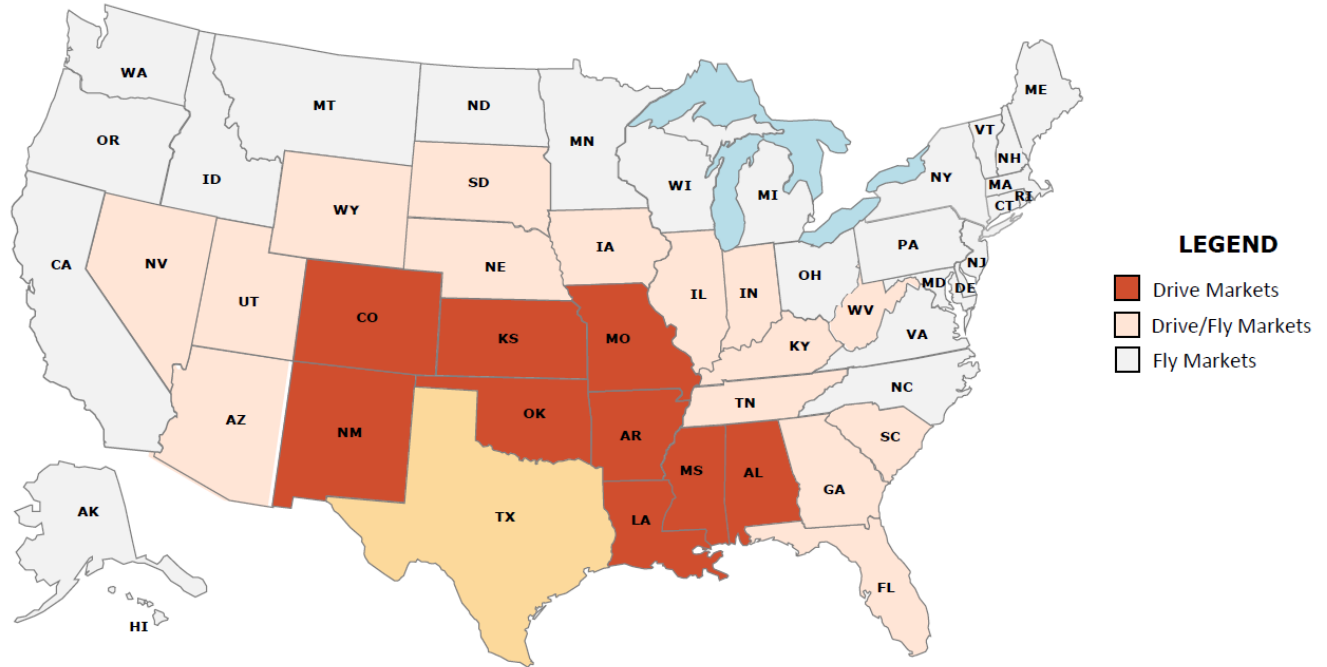 WA
MT
ND
MN
ME
OR
ID
WY
SD
WI
MI
NY
VT
NH
MA
CT
RI
CA
NV
UT
NE
IA
IL
IN
OH
PA
NJ
MD
DE
WV
VA
CO
KS
MO
KY
NC
AZ
NM
OK
AR
TN
SC
MS
AL
GA
TX
LA
FL
AK
HI
LEGEND
Drive Markets
Drive/Fly Markets
Fly Markets